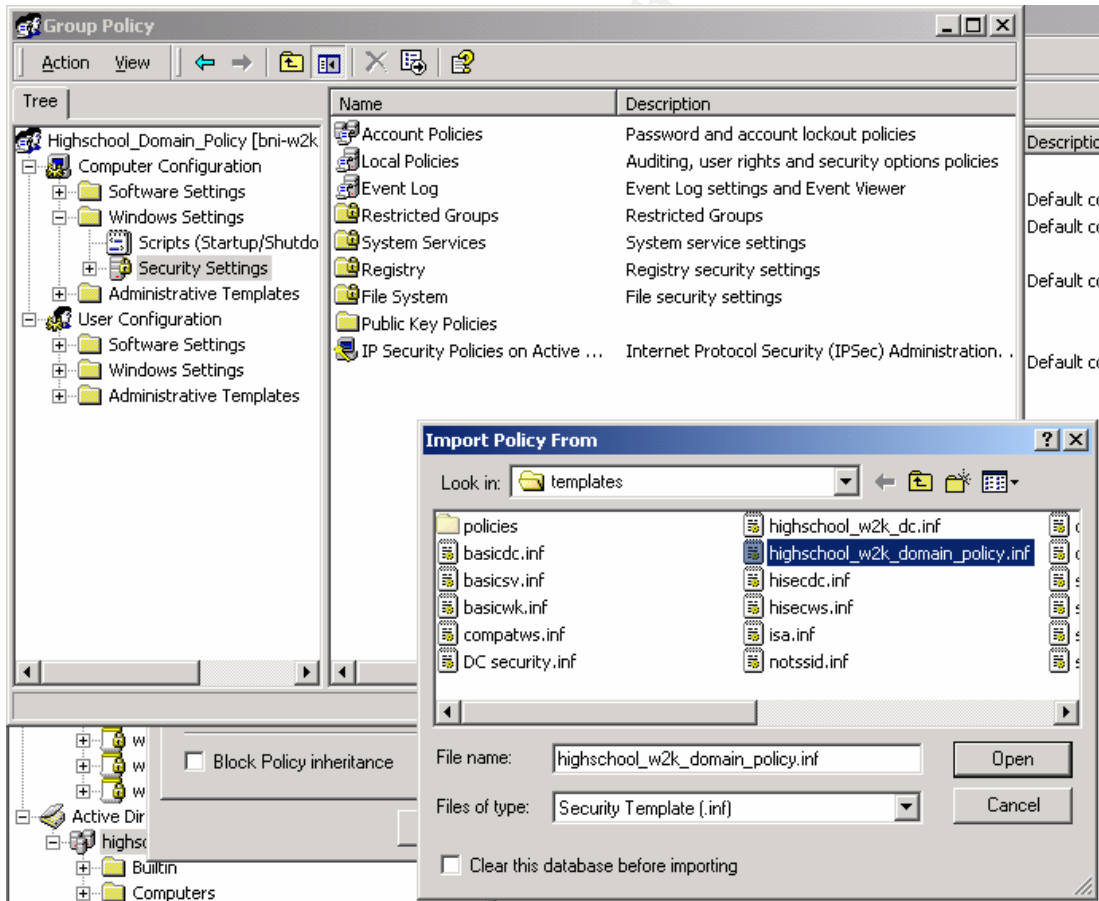 Group Policy
Action View
Tree
Name Description
Highschool_Domain_Policy [bni-w2k
Computer Configuration
Software Settings
Windows Settings
Scripts (Startup/Shutdo
Security Settings
Administrative Templates
User Configuration
Software Settings
Windows Settings
Administrative Templates
Account Policies Password and account lockout policies
Local Policies Auditing, user rights and security options policies
Event Log Event Log settings and Event Viewer
Restricted Groups Restricted Groups
System Services System service settings
Registry Registry security settings
File System File security settings
Public Key Policies
IP Security Policies on Active ... Internet Protocol Security (IPSec) Administration. .
Descriptio
Default co
Default co
Default co
Default co
Import Policy From
Look in: templates
policies
basicdc.inf
basicsv.inf
basicwk.inf
compatws.inf
DC security.inf
highschool_w2k_dc.inf
highschool_w2k_domain_policy.inf
hisecdc.inf
hisecws.inf
isa.inf
notssid.inf
File name: highschool_w2k_domain_policy.inf Open
Files of type: Security Template (.inf) Cancel
Clear this database before importing
w
w
w
Block Policy inheritance
Active Dir
highsc
Builtin
Computers